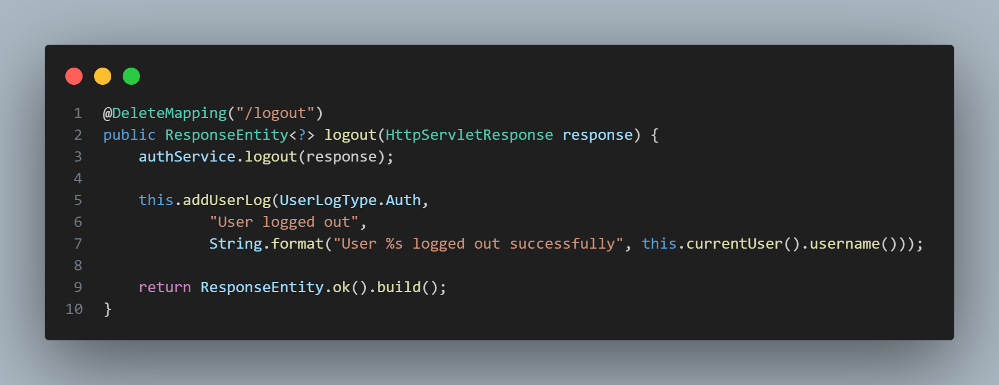 1 @DeleteMapping("/logout")
2 public ResponseEntity<?> logout(HttpServletResponse response) {
3     authService.logout(response);
4
5     this.addUserLog(UserLogType.Auth,
6             "User logged out",
7             String.format("User %s logged out successfully", this.currentUser().username()));
8
9     return ResponseEntity.ok().build();
10 }